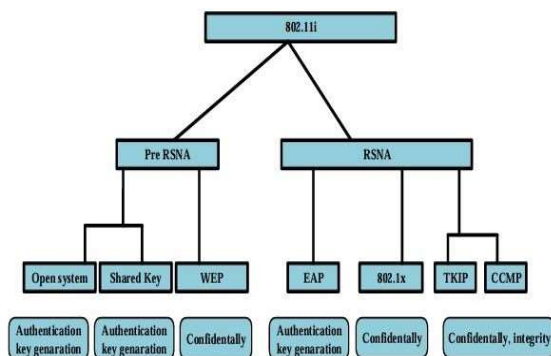 802.11i
Pre RSNA
RSNA
Open system
Shared Key
WEP
EAP
802.1x
TKIP
CCMP
Authentication
key genaration
Authentication
key genaration
Confidentally
Authentication
key genaration
Confidentally
Confidentally, integrity